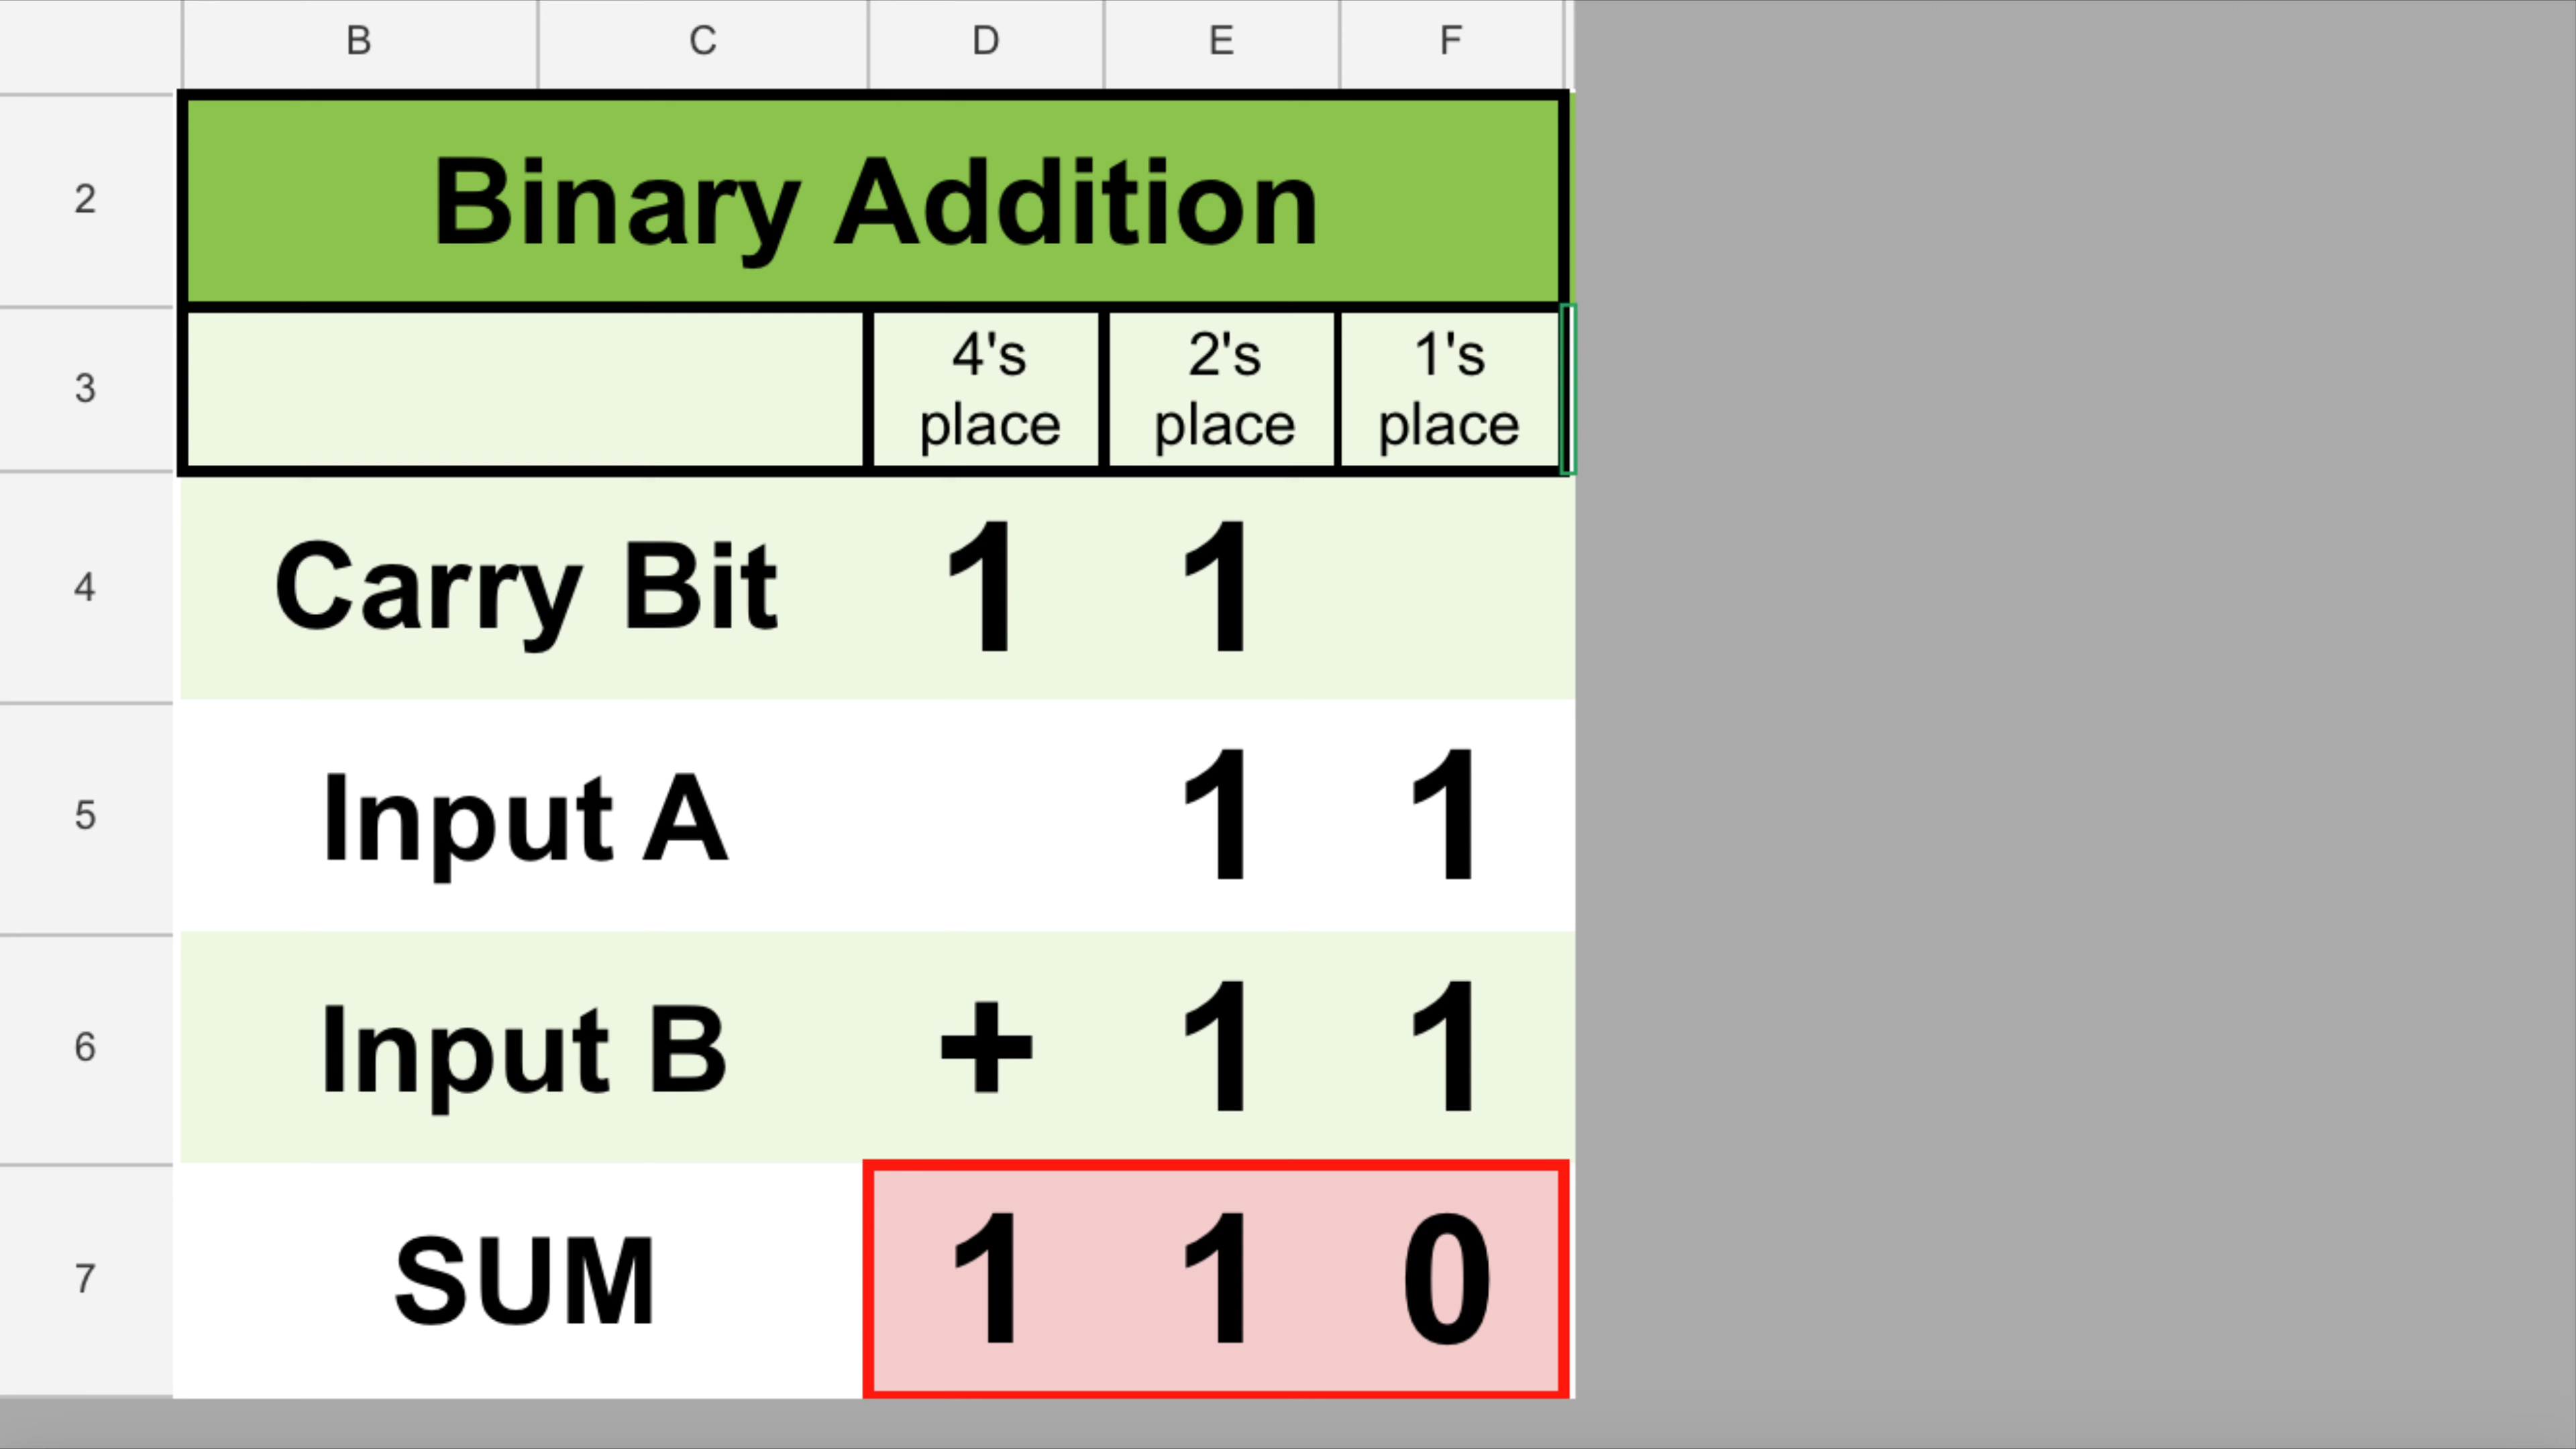 B C D E F
2 Binary Addition
3 4's place 2's place 1's place
4 Carry Bit 1 1
5 Input A 1 1
6 Input B + 1 1
7 SUM 1 1 0